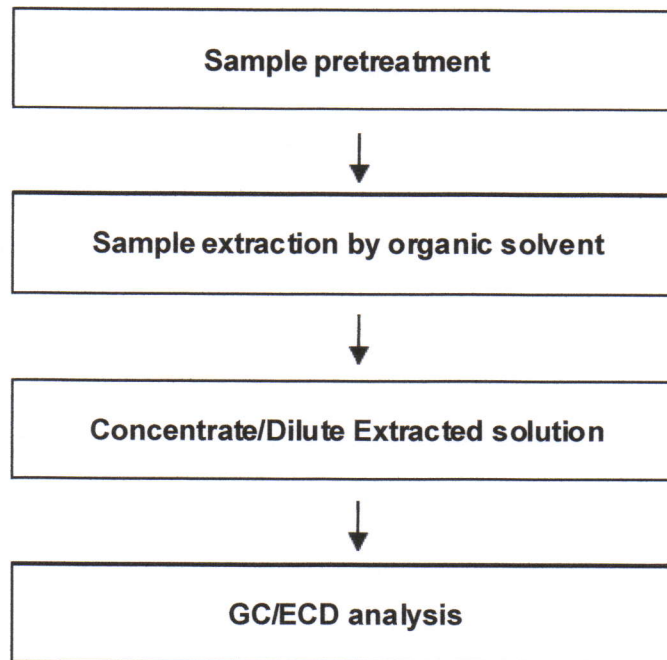 Sample pretreatment
Sample extraction by organic solvent
Concentrate/Dilute Extracted solution
GC/ECD analysis